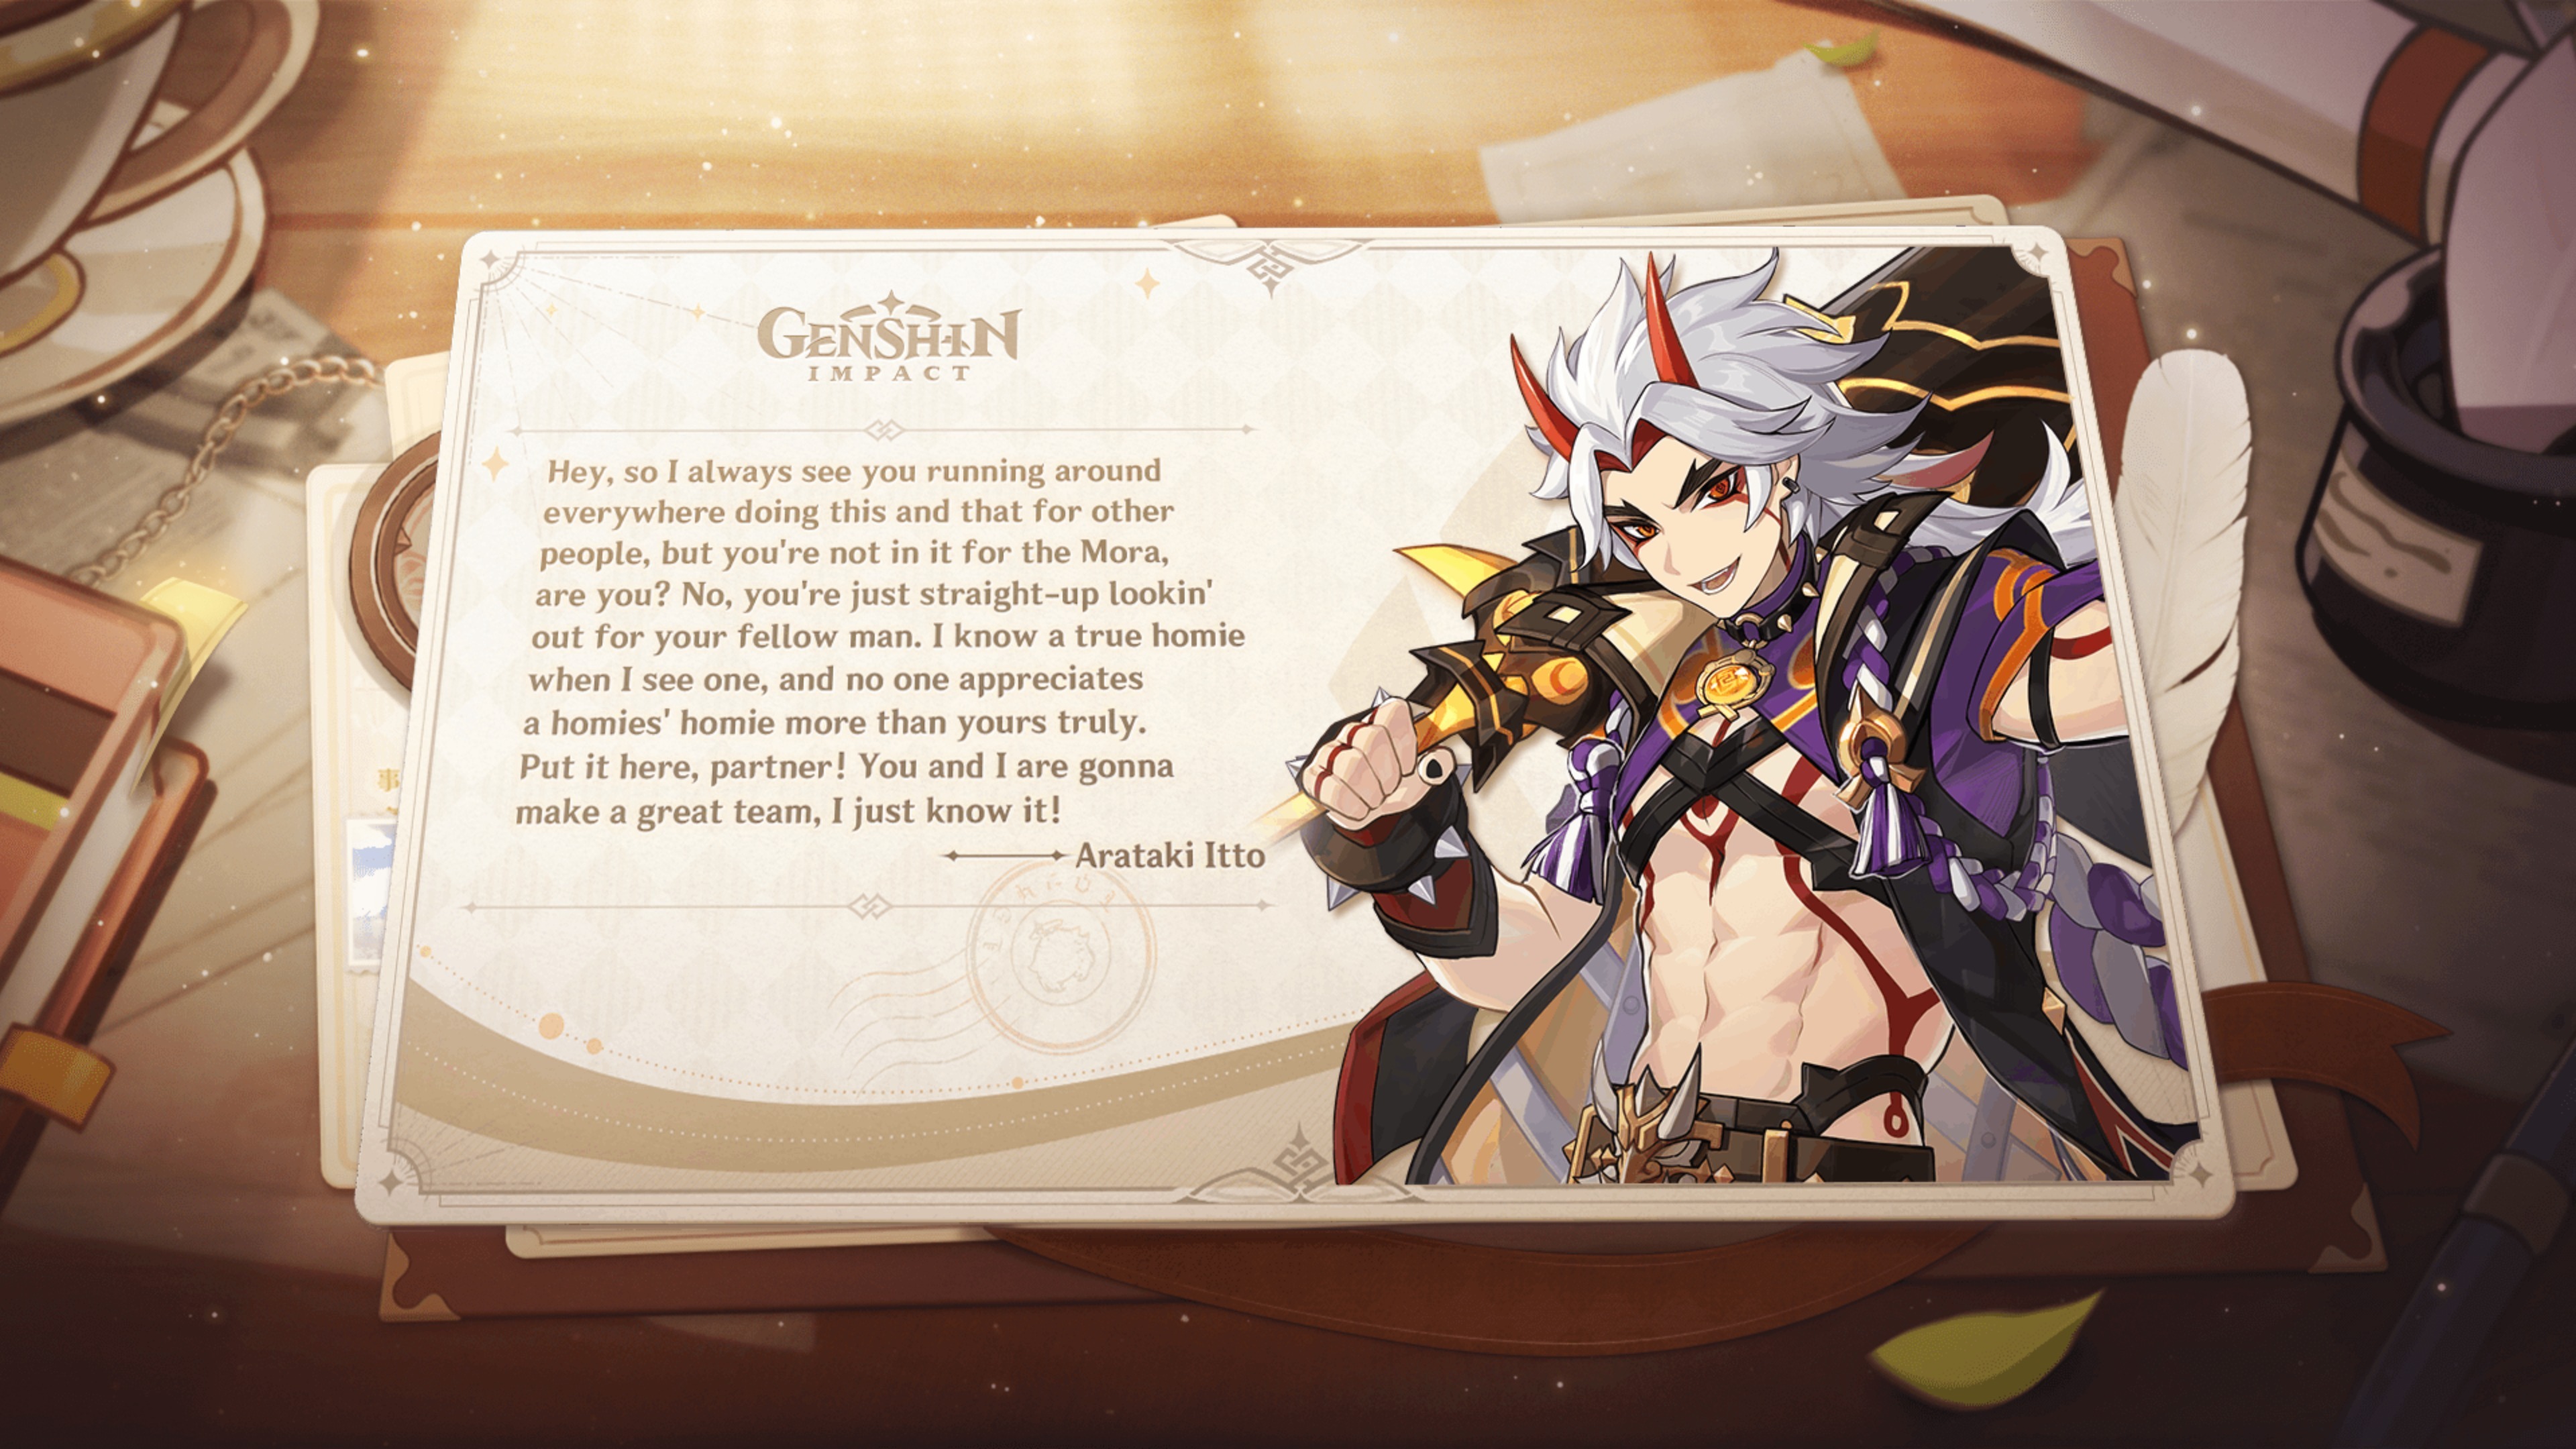 GENSHIN
IMPACT
Hey, so I always see you running around
everywhere doing this and that for other
people, but you're not in it for the Mora,
are you? No, you're just straight-up lookin'
out for your fellow man. I know a true homie
when I see one, and no one appreciates
a homies' homie more than yours truly.
Put it here, partner! You and I are gonna
make a great team, I just know it!
Arataki Itto
事